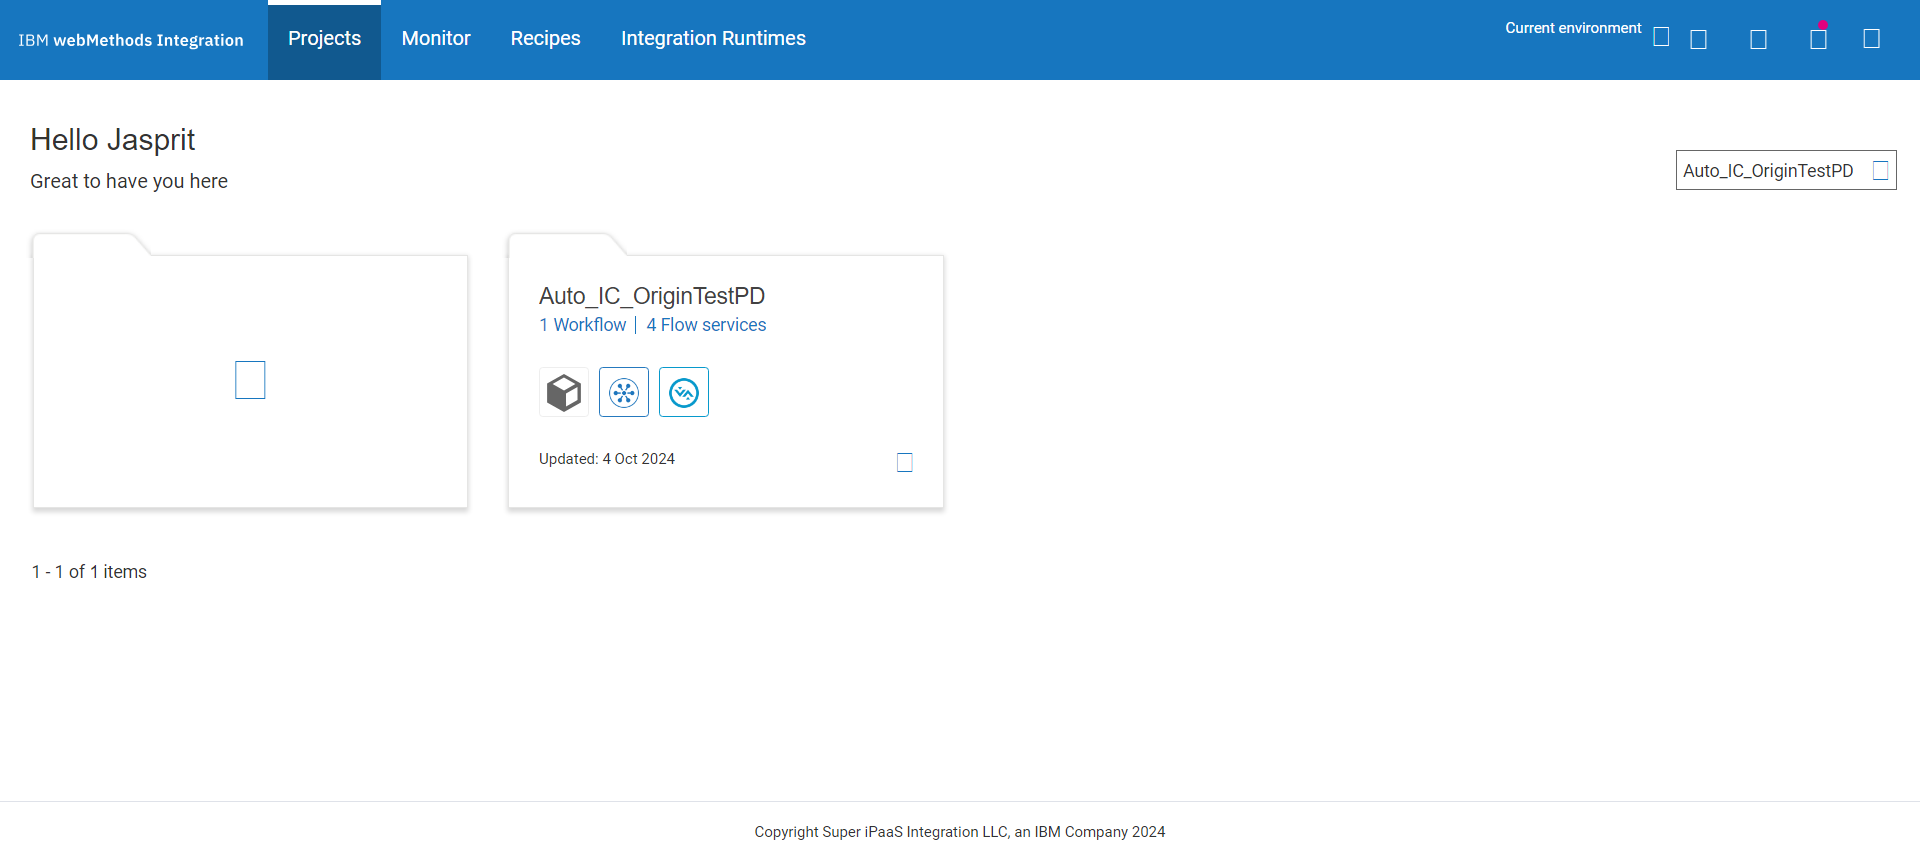 IBM webMethods Integration
Projects
Monitor
Recipes
Integration Runtimes
Current environment
Hello Jasprit
Great to have you here
Auto_IC_OriginTestPD
Auto_IC_OriginTestPD
1 Workflow | 4 Flow services
Updated: 4 Oct 2024
1 - 1 of 1 items
Copyright Super iPaaS Integration LLC, an IBM Company 2024